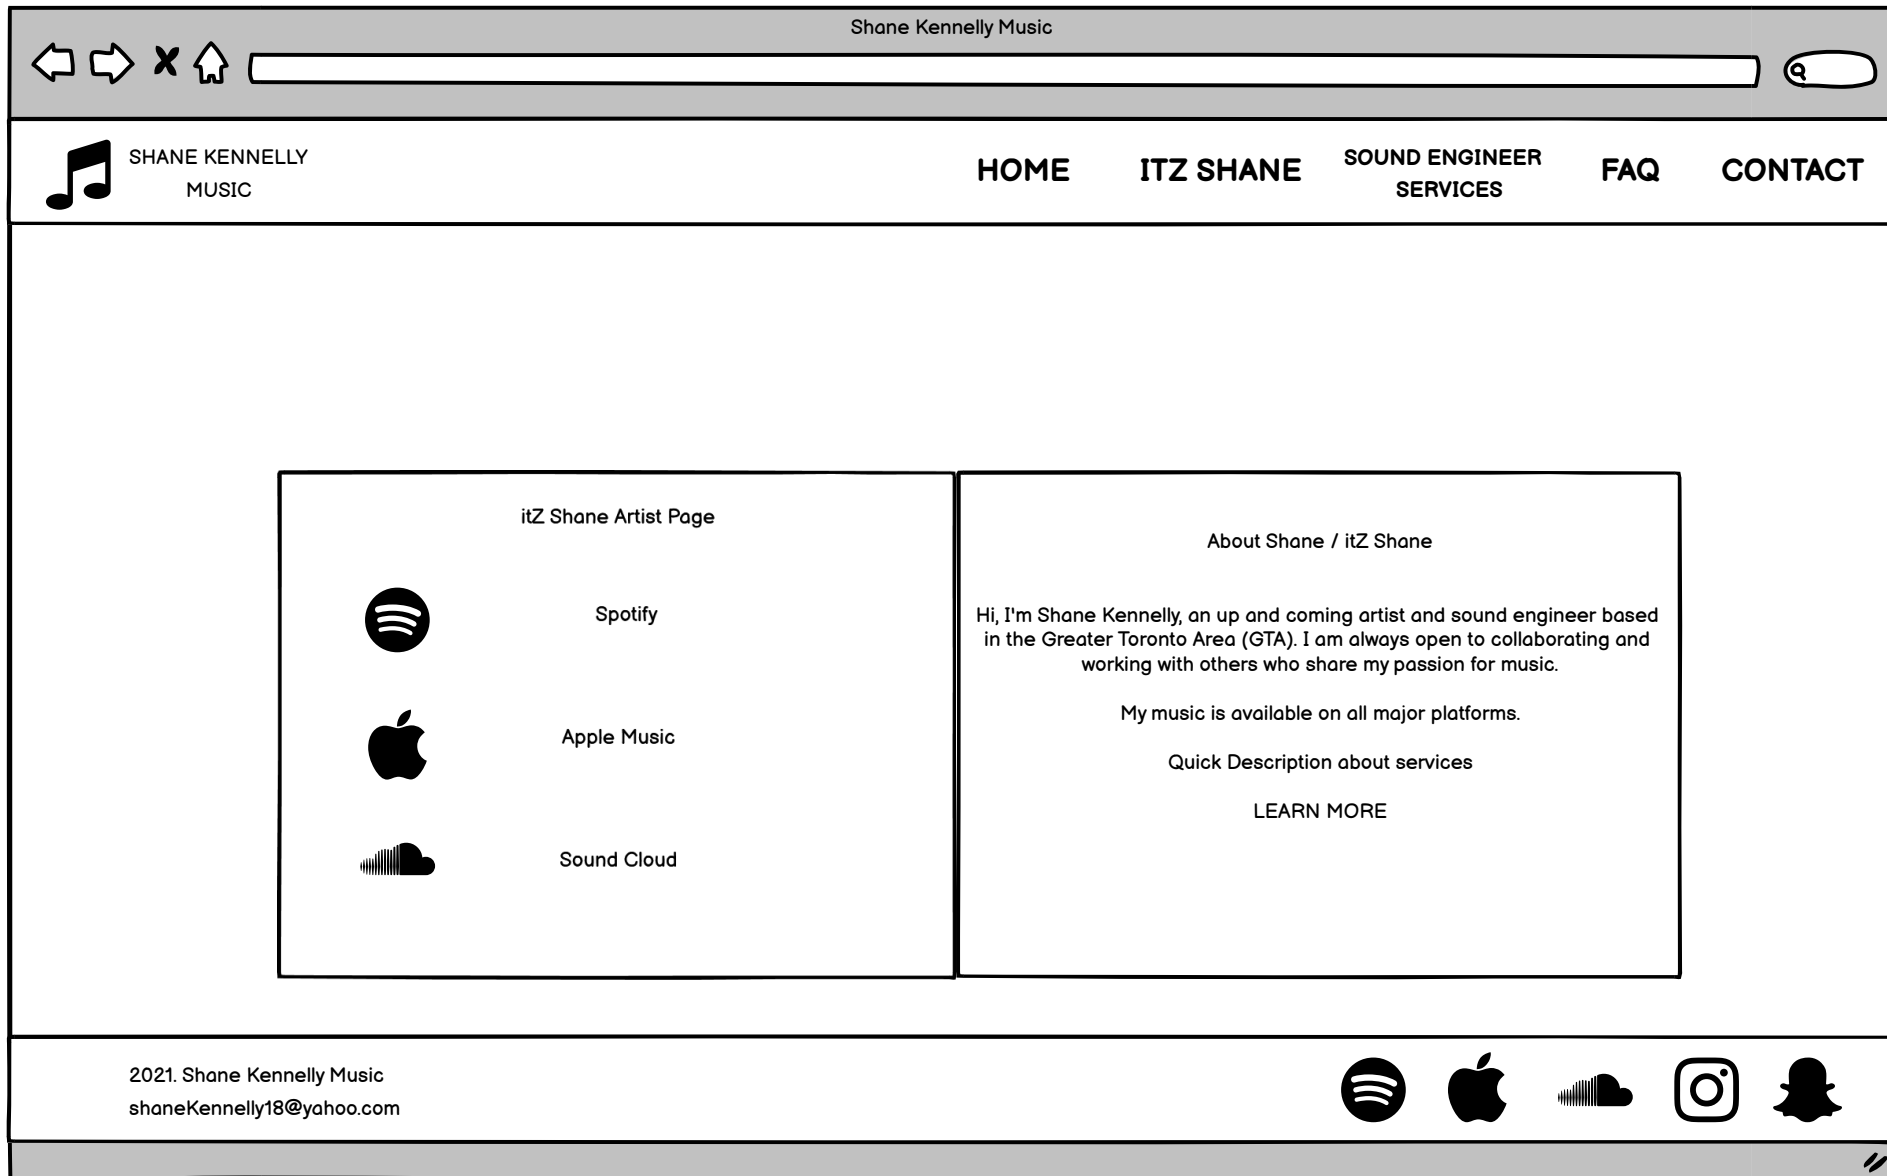 Shane Kennelly Music
SHANE KENNELLY
MUSIC
HOME
ITZ SHANE
SOUND ENGINEER
SERVICES
FAQ
CONTACT
itZ Shane Artist Page
Spotify
Apple Music
Sound Cloud
About Shane / itZ Shane
Hi, I'm Shane Kennelly, an up and coming artist and sound engineer based
in the Greater Toronto Area (GTA). I am always open to collaborating and
working with others who share my passion for music.
My music is available on all major platforms.
Quick Description about services
LEARN MORE
2021. Shane Kennelly Music
shaneKennelly18@yahoo.com